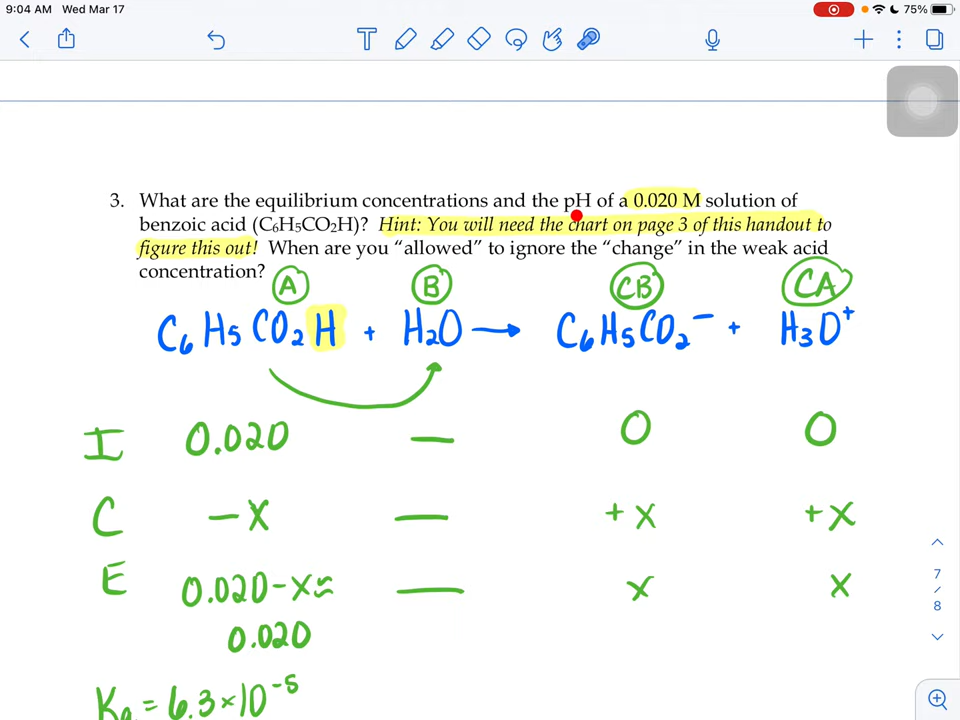 9:04 AM Wed Mar 17 75%
T
3. What are the equilibrium concentrations and the pH of a 0.020 M solution of
benzoic acid (C₆H₅CO₂H)? Hint: You will need the chart on page 3 of this handout to
figure this out! When are you “allowed” to ignore the “change” in the weak acid
concentration?
A B CB CA
C₆H₅CO₂H + H₂O → C₆H₅CO₂⁻ + H₃O⁺
I 0.020 — 0 0
C -x — +x +x
E 0.020-x≈ — x x
0.020
Ka = 6.3×10⁻⁵
7
/
8